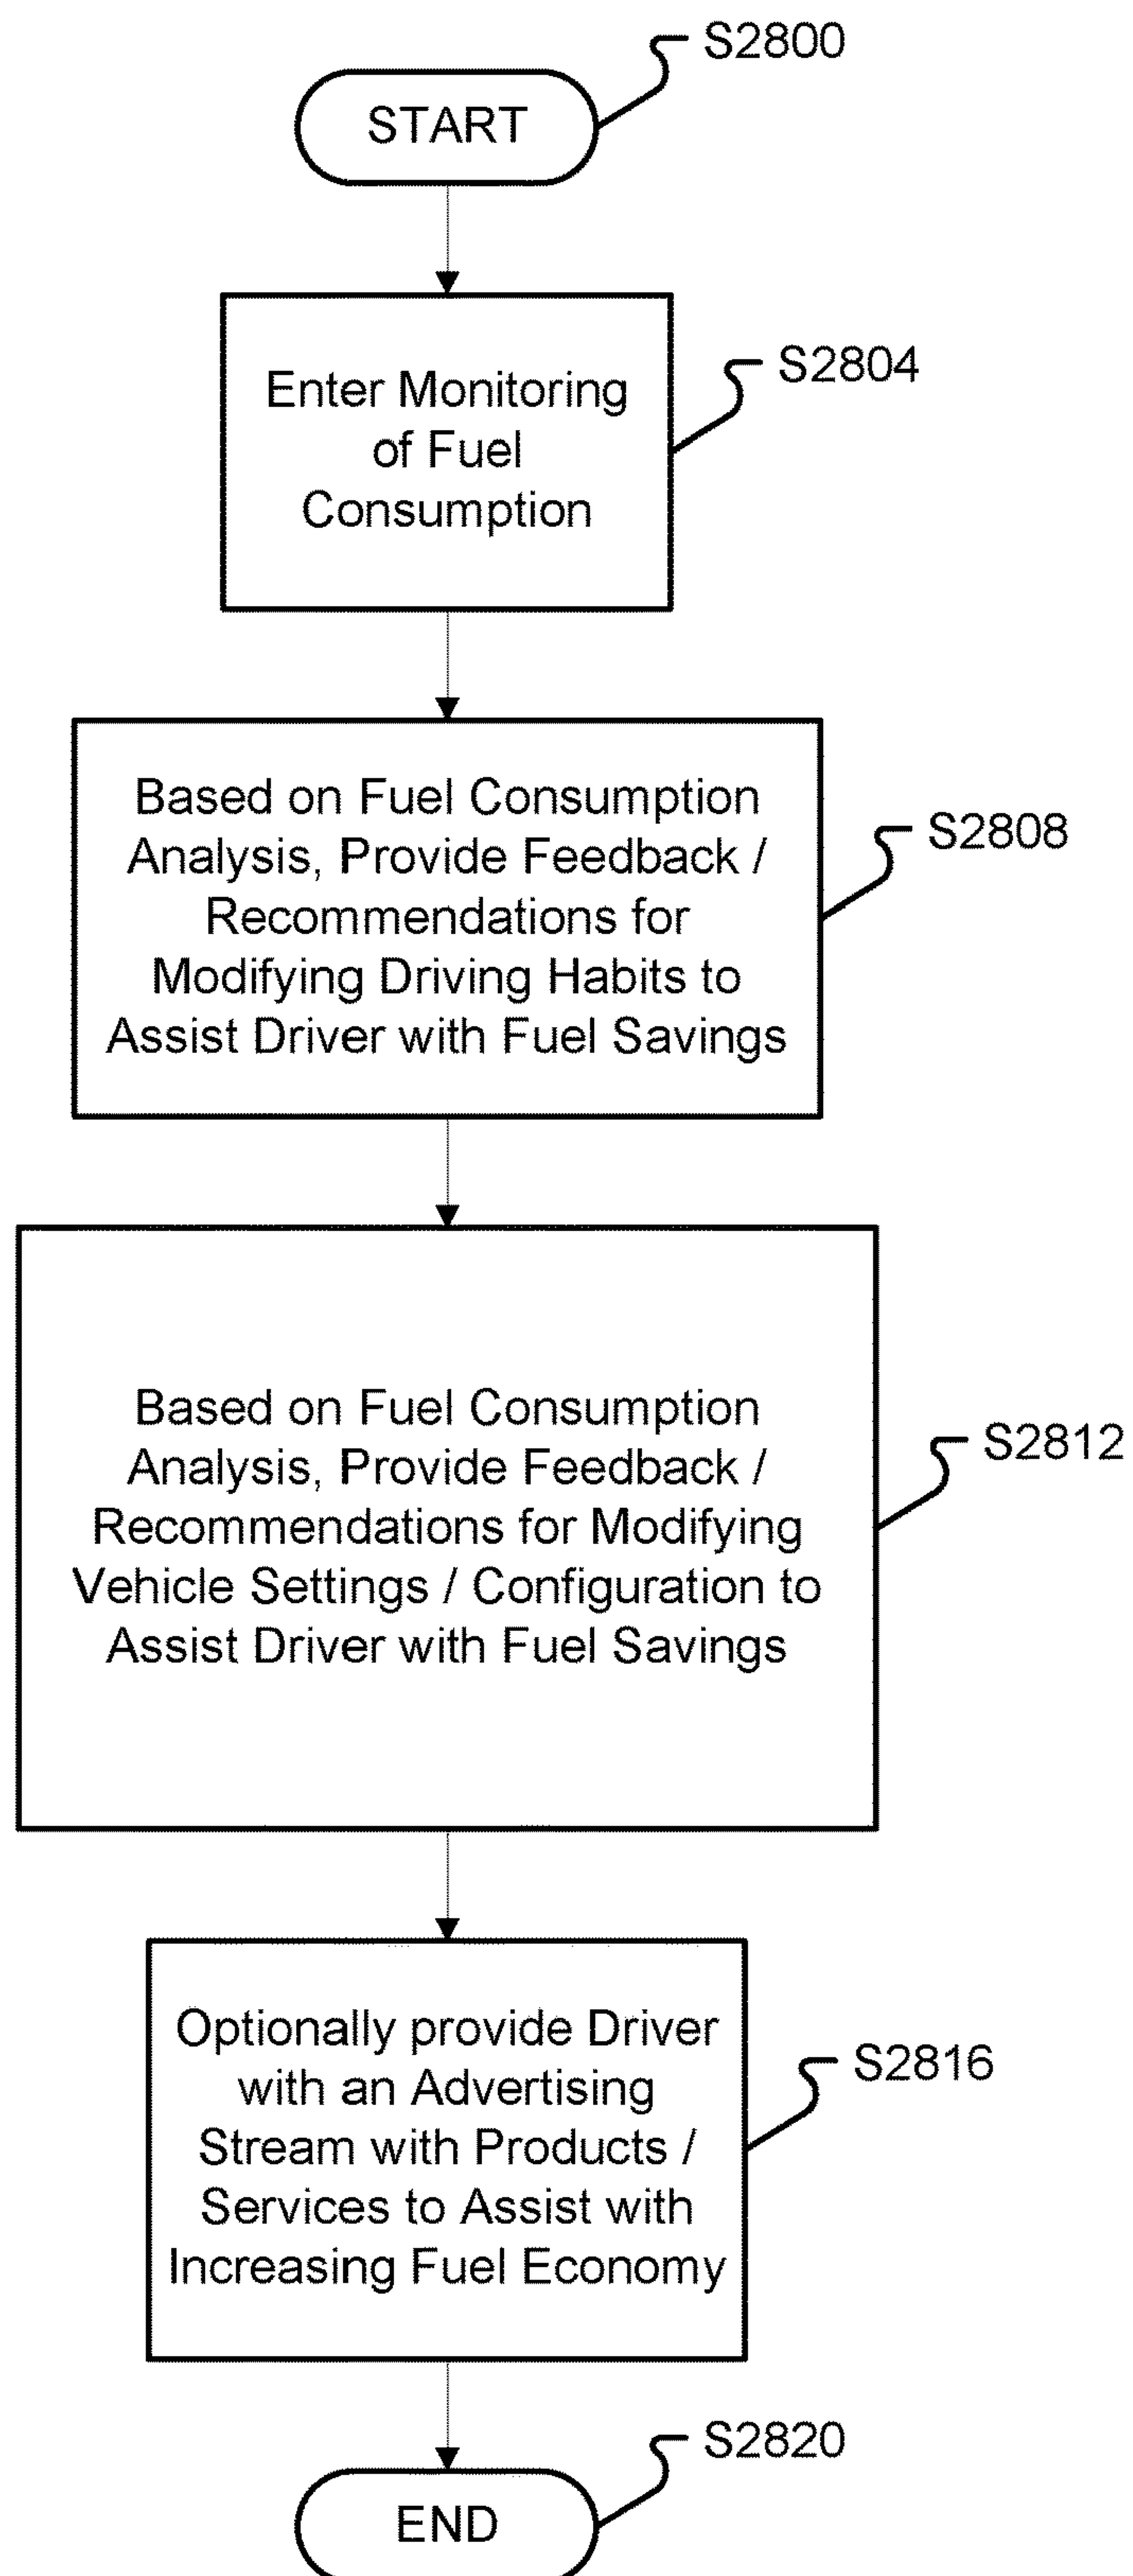 S2800
START
Enter Monitoring
of Fuel
Consumption
S2804
Based on Fuel Consumption
Analysis, Provide Feedback /
Recommendations for
Modifying Driving Habits to
Assist Driver with Fuel Savings
S2808
Based on Fuel Consumption
Analysis, Provide Feedback /
Recommendations for Modifying
Vehicle Settings / Configuration to
Assist Driver with Fuel Savings
S2812
Optionally provide Driver
with an Advertising
Stream with Products /
Services to Assist with
Increasing Fuel Economy
S2816
S2820
END